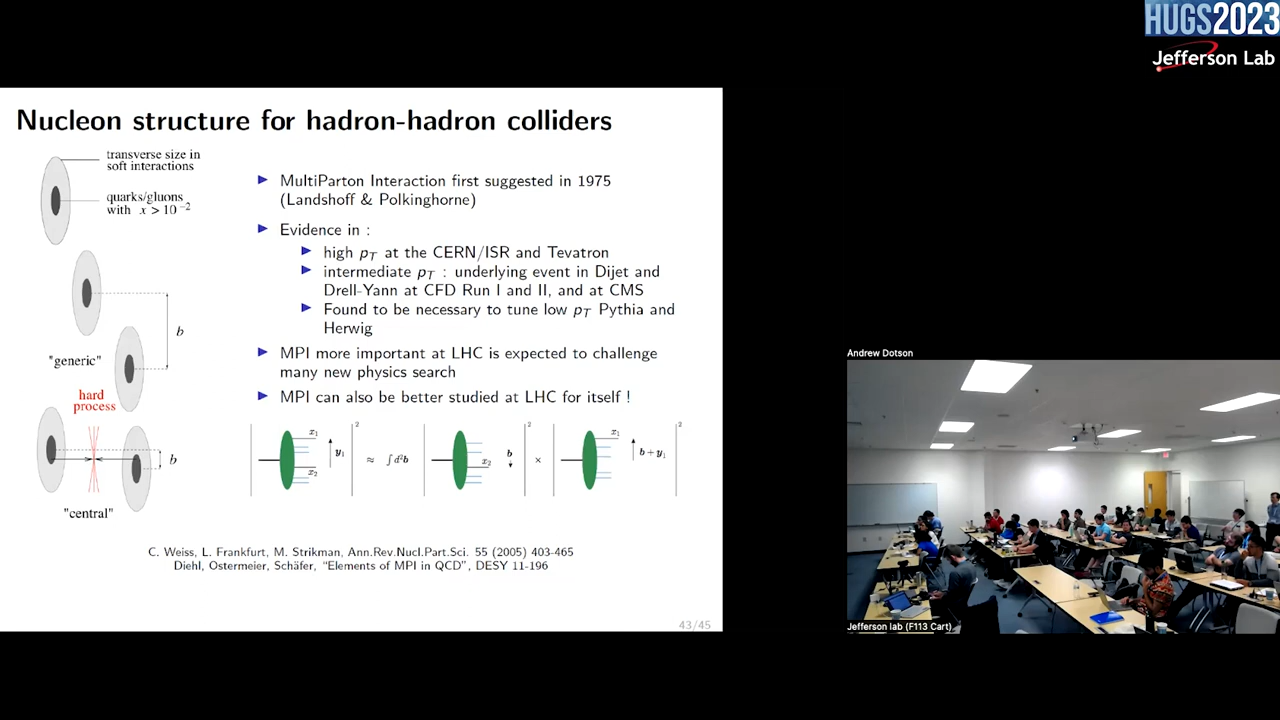 HUGS2023
Jefferson Lab
Nucleon structure for hadron-hadron colliders
transverse size in
soft interactions
quarks/gluons
with x > 10⁻²
b
"generic"
hard
process
b
"central"
MultiParton Interaction first suggested in 1975
(Landshoff & Polkinghorne)
Evidence in :
high p_T at the CERN/ISR and Tevatron
intermediate p_T : underlying event in Dijet and
Drell-Yann at CFD Run I and II, and at CMS
Found to be necessary to tune low p_T Pythia and
Herwig
MPI more important at LHC is expected to challenge
many new physics search
MPI can also be better studied at LHC for itself !
x₁ x₂ y₁ 2 ≈ ∫d²b x₂ b 2 × x₁ b+y₁ 2
C. Weiss, L. Frankfurt, M. Strikman, Ann.Rev.Nucl.Part.Sci. 55 (2005) 403-465
Diehl, Ostermeier, Schäfer, “Elements of MPI in QCD”, DESY 11-196
43/45
Andrew Dotson
Jefferson lab (F113 Cart)